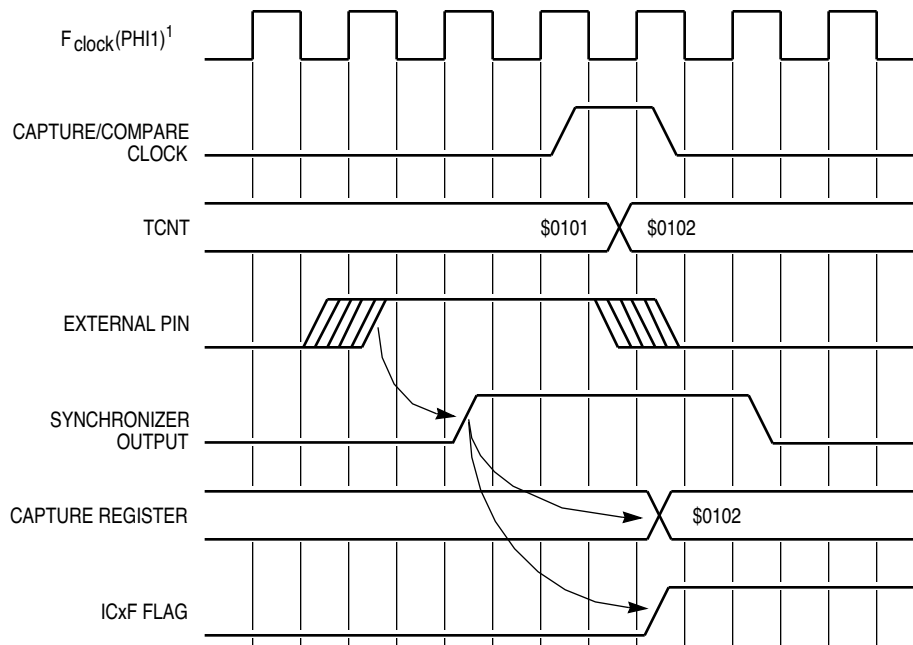 Fclock(PHI1)1
CAPTURE/COMPARE
CLOCK
TCNT
$0101
$0102
EXTERNAL PIN
SYNCHRONIZER
OUTPUT
CAPTURE REGISTER
$0102
ICxF FLAG